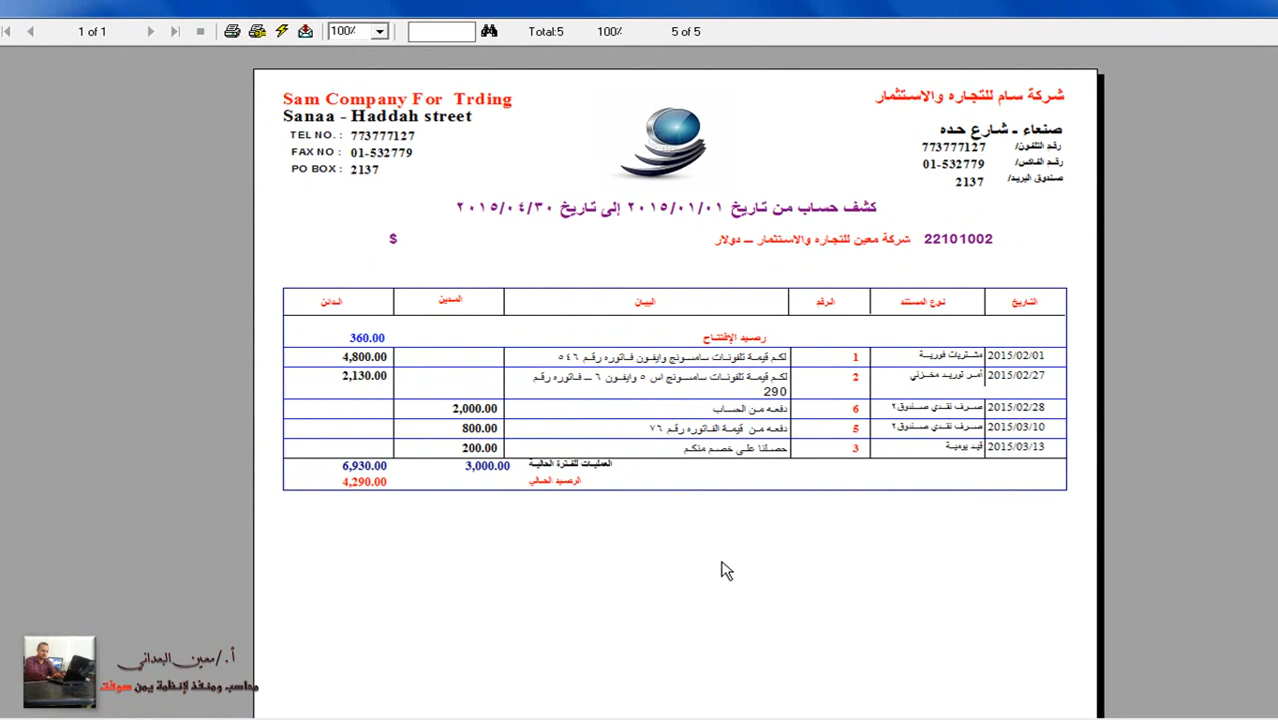 1 of 1
100%
Total:5
100%
5 of 5
Sam Company For Trding
شركة سام للتجاره والاستثمار
Sanaa - Haddah street
صنعاء - شارع حده
TEL NO. : 773777127
رقم التلفون/ 773777127
FAX NO : 01-532779
رقم الفاكس/ 01-532779
PO BOX : 2137
صندوق البريد/ 2137
كشف حساب من تاريخ ٢٠١٥/٠١/٠١ إلى تاريخ ٢٠١٥/٠٤/٣٠
22101002 شركة معين للتجاره والاستثمار – دولار $
التاريخ نوع المستند الرقم البيان المدين الدائن
رصيد الإفتتاح 360.00
2015/02/01 مشتريات فورية 1 لكم قيمة تلفونات سامسونج وايفون فاتوره رقم ٥٤٦ 4,800.00
2015/02/27 أمر توريد مخزني 2 لكم قيمة تلفونات سامسونج اس ٥ وايفون ٦ – فاتوره رقم 2,130.00
290
2015/02/28 صرف نقدي صندوق٢ 6 دفعه من الحساب 2,000.00
2015/03/10 صرف نقدي صندوق٢ 5 دفعه من قيمة الفاتوره رقم ٧٦ 800.00
2015/03/13 قيد يومية 3 حصلنا على خصم منكم 200.00
العمليات للفترة الحالية 3,000.00 6,930.00
الرصيد الحالي 4,290.00
أ./معين البعداني
محاسب ومنفذ لإنظمة يمن سوفت